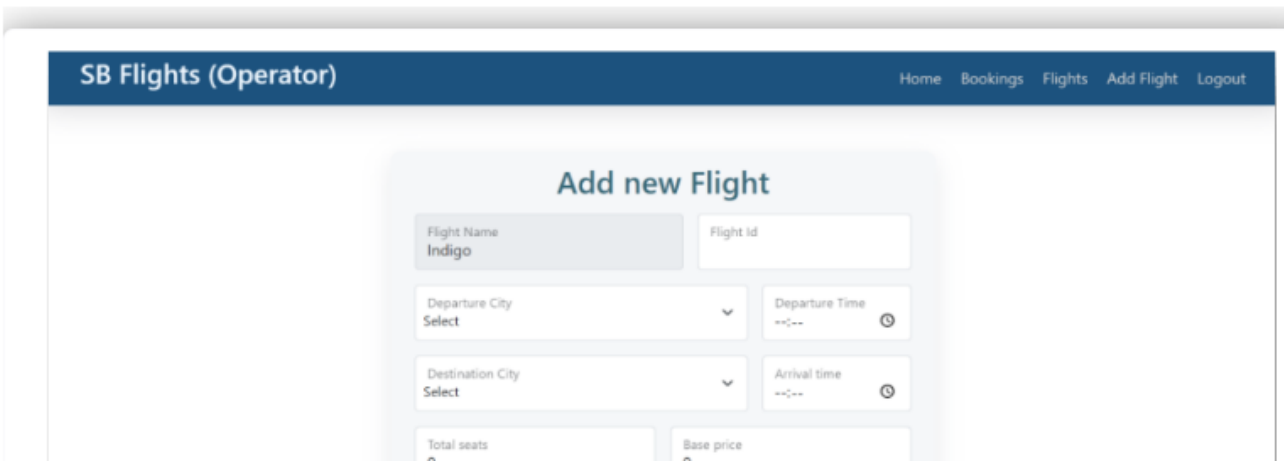 SB Flights (Operator)
Home Bookings Flights Add Flight Logout
Add new Flight
Flight Name
Indigo
Flight Id
Departure City
Select
Departure Time
--:--
Destination City
Select
Arrival time
--:--
Total seats
Base price